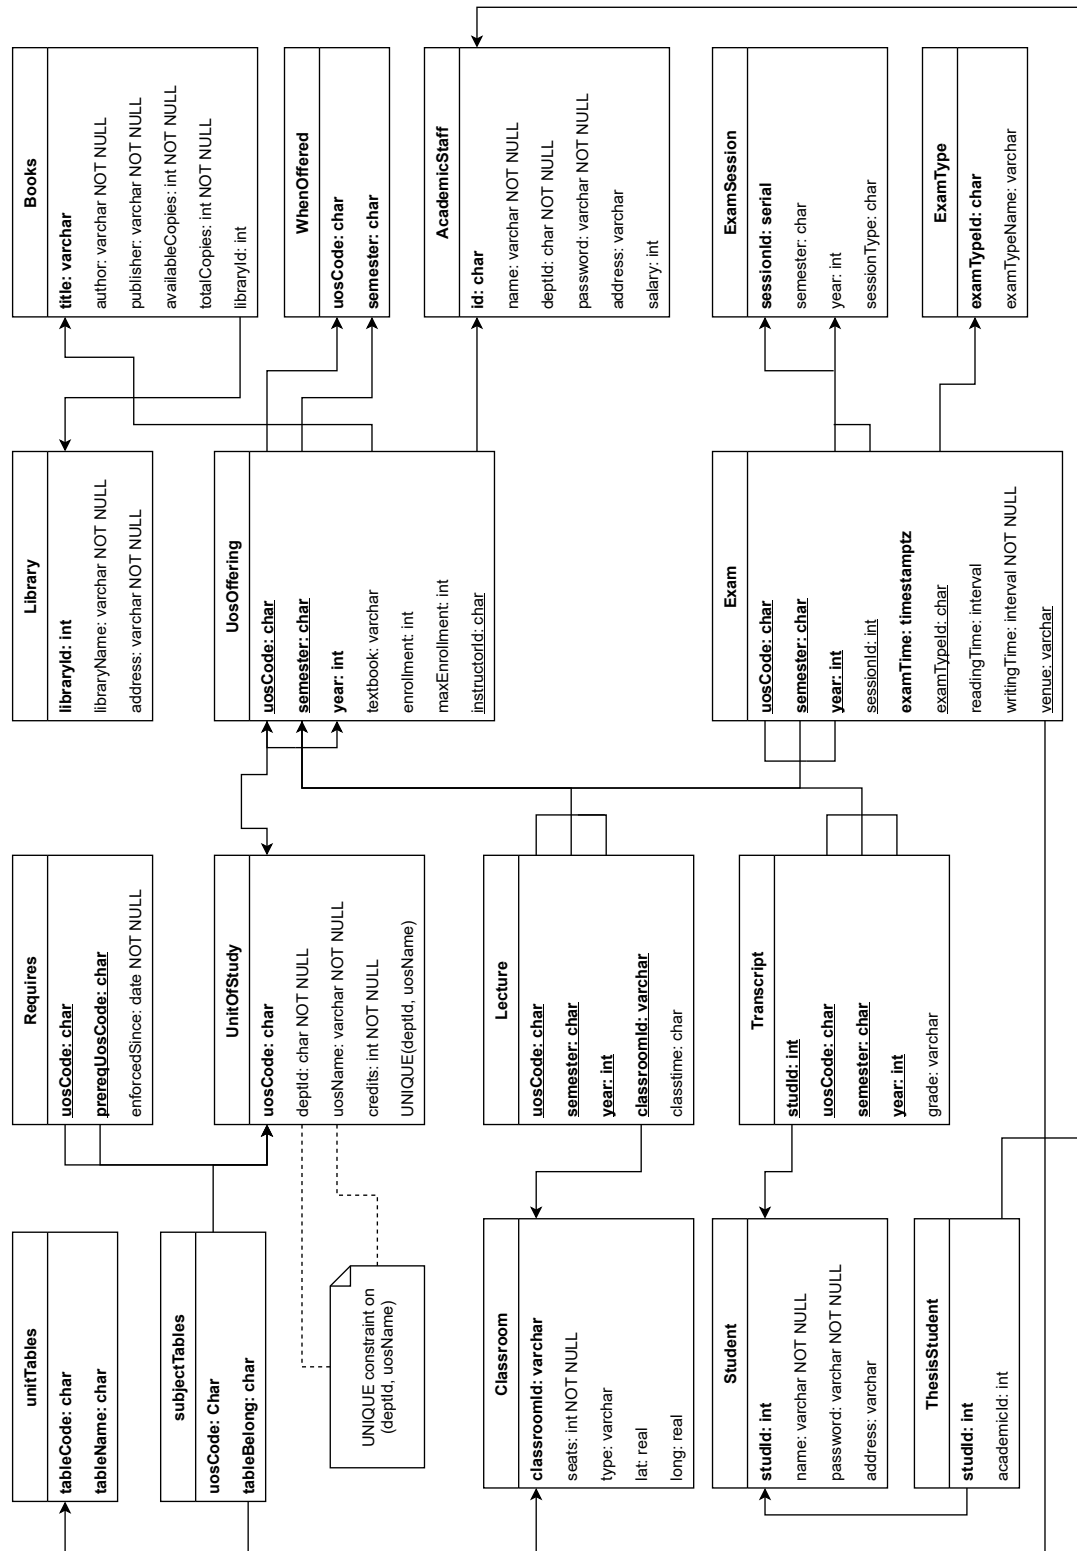 unitTables
tableCode: char
tableName: char
subjectTables
uosCode: Char
tableBelong: char
UNIQUE constraint on
(deptId, uosName)
Classroom
classroomId: varchar
seats: int NOT NULL
type: varchar
lat: real
long: real
Student
studId: int
name: varchar NOT NULL
password: varchar NOT NULL
address: varchar
ThesisStudent
studId: int
academicId: int
Requires
uosCode: char
prereqUosCode: char
enforcedSince: date NOT NULL
UnitOfStudy
uosCode: char
deptId: char NOT NULL
uosName: varchar NOT NULL
credits: int NOT NULL
UNIQUE(deptId, uosName)
Lecture
uosCode: char
semester: char
year: int
classroomId: varchar
classtime: char
Transcript
studId: int
uosCode: char
semester: char
year: int
grade: varchar
Library
libraryId: int
libraryName: varchar NOT NULL
address: varchar NOT NULL
UosOffering
uosCode: char
semester: char
year: int
textbook: varchar
enrollment: int
maxEnrollment: int
instructorId: char
Exam
uosCode: char
semester: char
year: int
sessionId: int
examTime: timestamptz
examTypeId: char
readingTime: interval
writingTime: interval NOT NULL
venue: varchar
Books
title: varchar
author: varchar NOT NULL
publisher: varchar NOT NULL
availableCopies: int NOT NULL
totalCopies: int NOT NULL
libraryId: int
WhenOffered
uosCode: char
semester: char
AcademicStaff
id: char
name: varchar NOT NULL
deptId: char NOT NULL
password: varchar NOT NULL
address: varchar
salary: int
ExamSession
sessionId: serial
semester: char
year: int
sessionType: char
ExamType
examTypeId: char
examTypeName: varchar